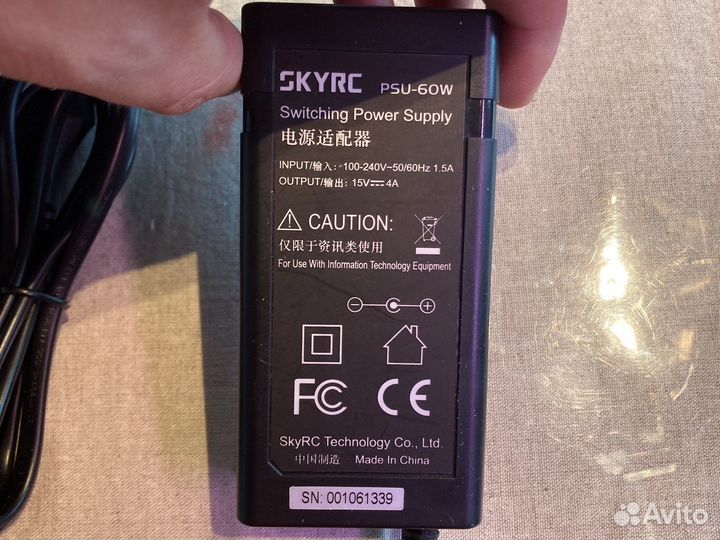 SKYRC PSU-60W
Switching Power Supply
电源适配器
INPUT/输入: 100-240V~50/60Hz 1.5A
OUTPUT/输出: 15V⎓4A
⚠ CAUTION:
仅限于资讯类使用
For Use With Information Technology Equipment
FC CE
SkyRC Technology Co., Ltd.
中国制造 Made In China
SN: 001061339
Avito